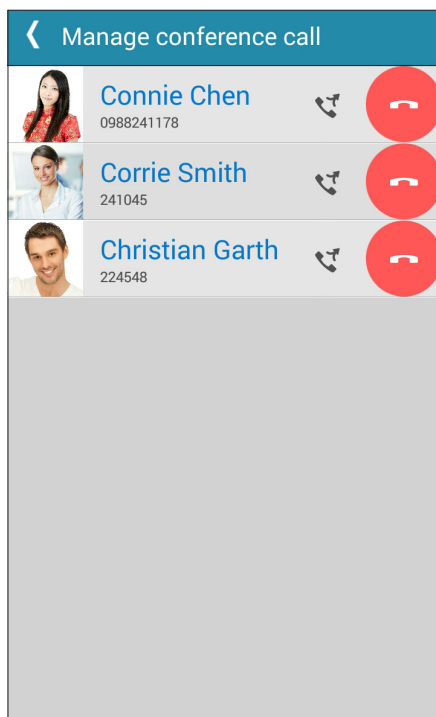 Manage conference call
Connie Chen
0988241178
Corrie Smith
241045
Christian Garth
224548